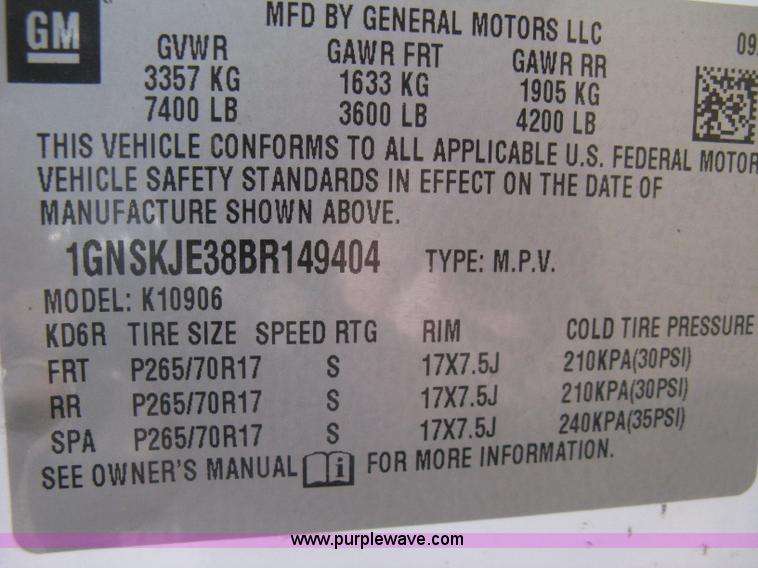 GM
MFD BY GENERAL MOTORS LLC
09
GVWR GAWR FRT GAWR RR
3357 KG 1633 KG 1905 KG
7400 LB 3600 LB 4200 LB
THIS VEHICLE CONFORMS TO ALL APPLICABLE U.S. FEDERAL MOTOR
VEHICLE SAFETY STANDARDS IN EFFECT ON THE DATE OF
MANUFACTURE SHOWN ABOVE.
1GNSKJE38BR149404 TYPE: M.P.V.
MODEL: K10906
KD6R TIRE SIZE SPEED RTG RIM COLD TIRE PRESSURE
FRT P265/70R17 S 17X7.5J 210KPA(30PSI)
RR P265/70R17 S 17X7.5J 210KPA(30PSI)
SPA P265/70R17 S 17X7.5J 240KPA(35PSI)
SEE OWNER'S MANUAL i FOR MORE INFORMATION.
www.purplewave.com